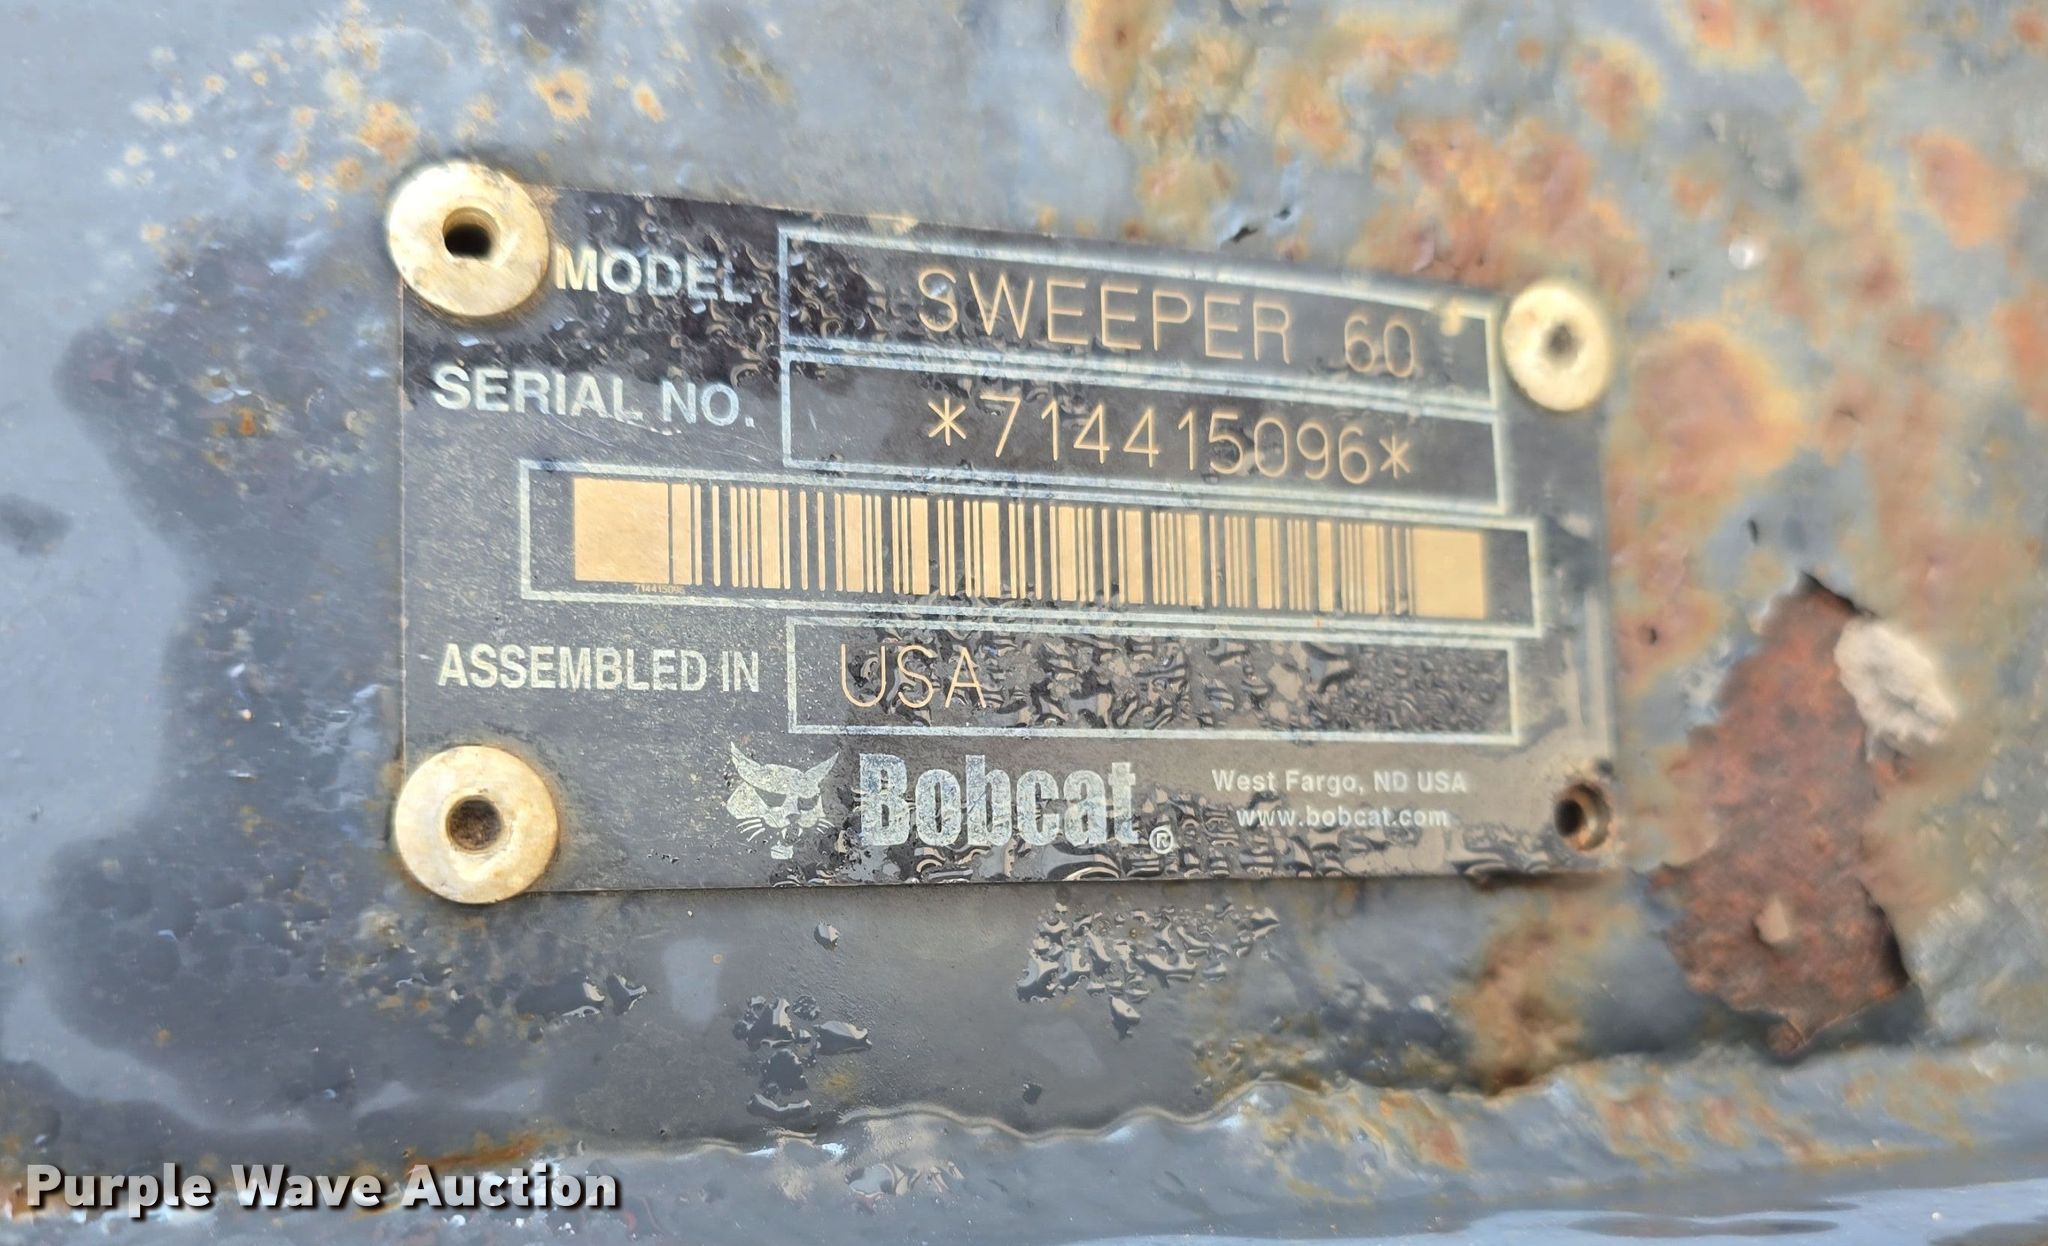 MODEL SWEEPER 60
SERIAL NO. *714415096*
714415096
ASSEMBLED IN USA
Bobcat®
West Fargo, ND USA
www.bobcat.com
Purple Wave Auction